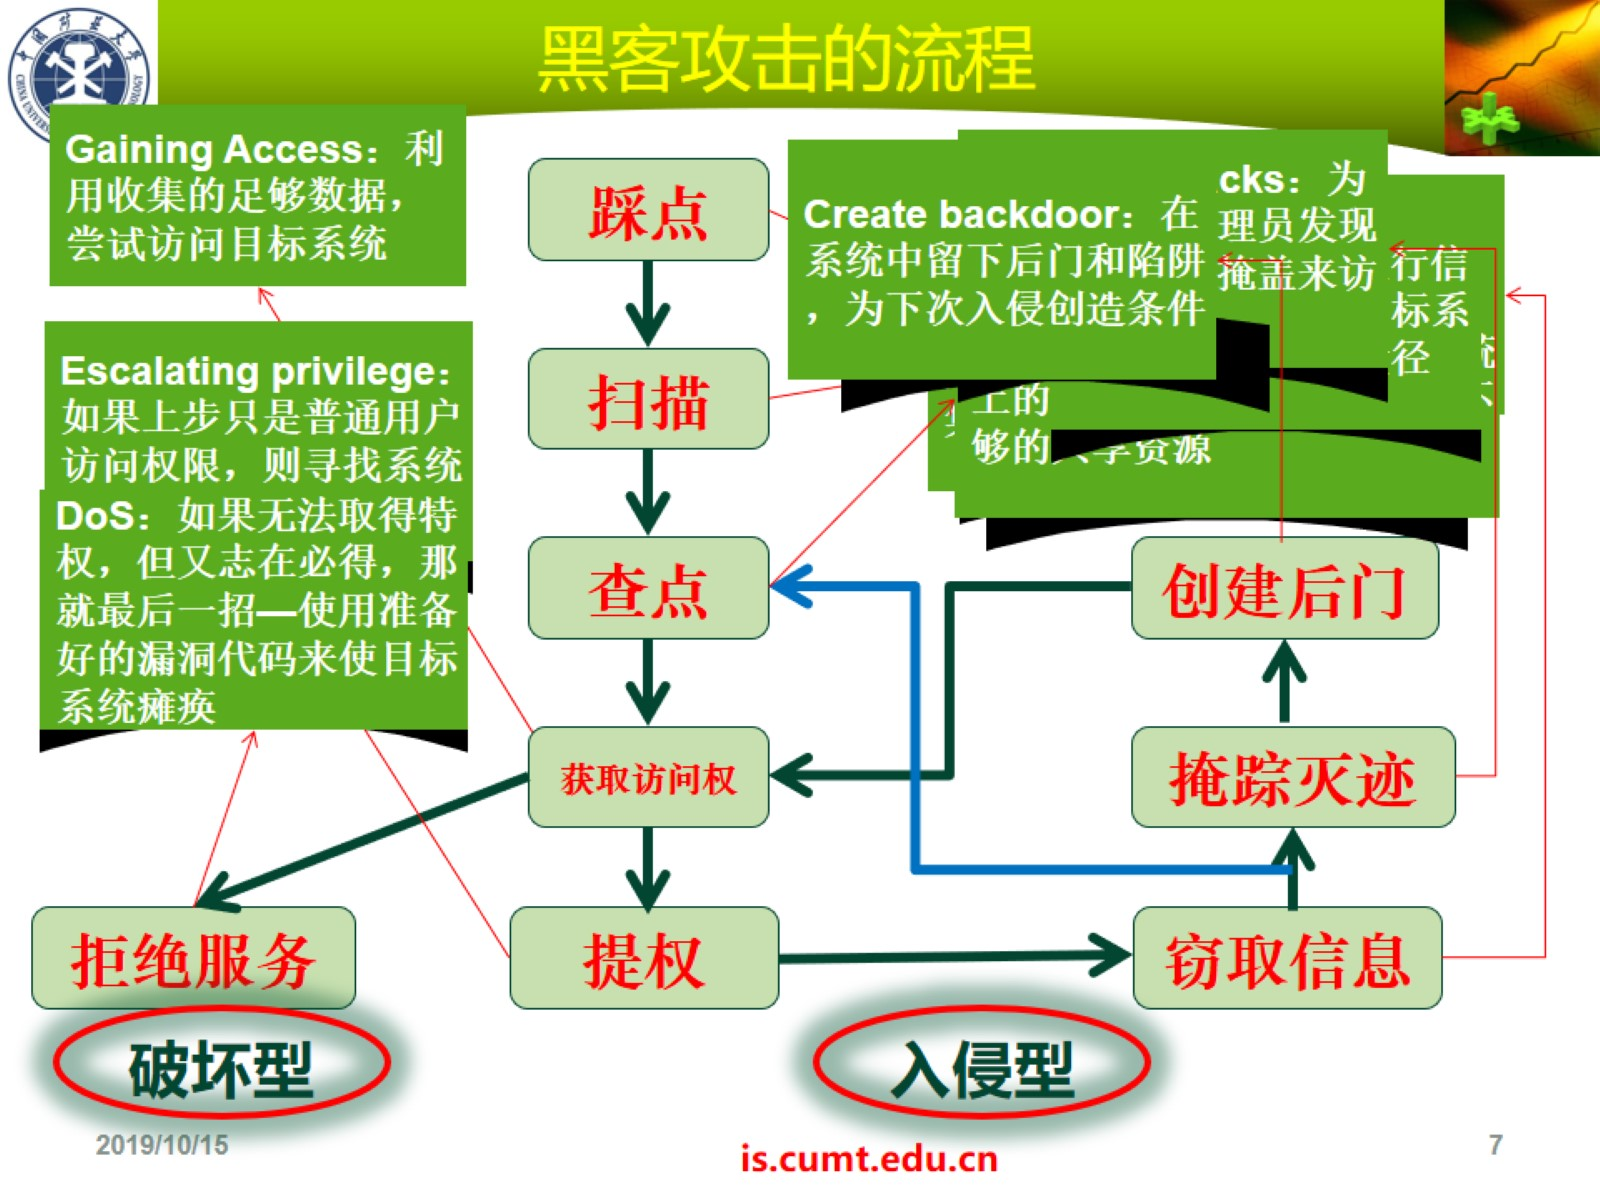 黑客攻击的流程
Gaining Access：利
用收集的足够数据，
尝试访问目标系统
Escalating privilege：
如果上步只是普通用户
访问权限，则寻找系统
DoS：如果无法取得特
权，但又志在必得，那
就最后一招—使用准备
好的漏洞代码来使目标
系统瘫痪
Create backdoor：在
系统中留下后门和陷阱
，为下次入侵创造条件
cks：为
理员发现
掩盖来访
行信
标系
径
上的
够的共享资源
踩点
扫描
查点
获取访问权
提权
拒绝服务
创建后门
掩踪灭迹
窃取信息
破坏型
入侵型
2019/10/15
is.cumt.edu.cn
7